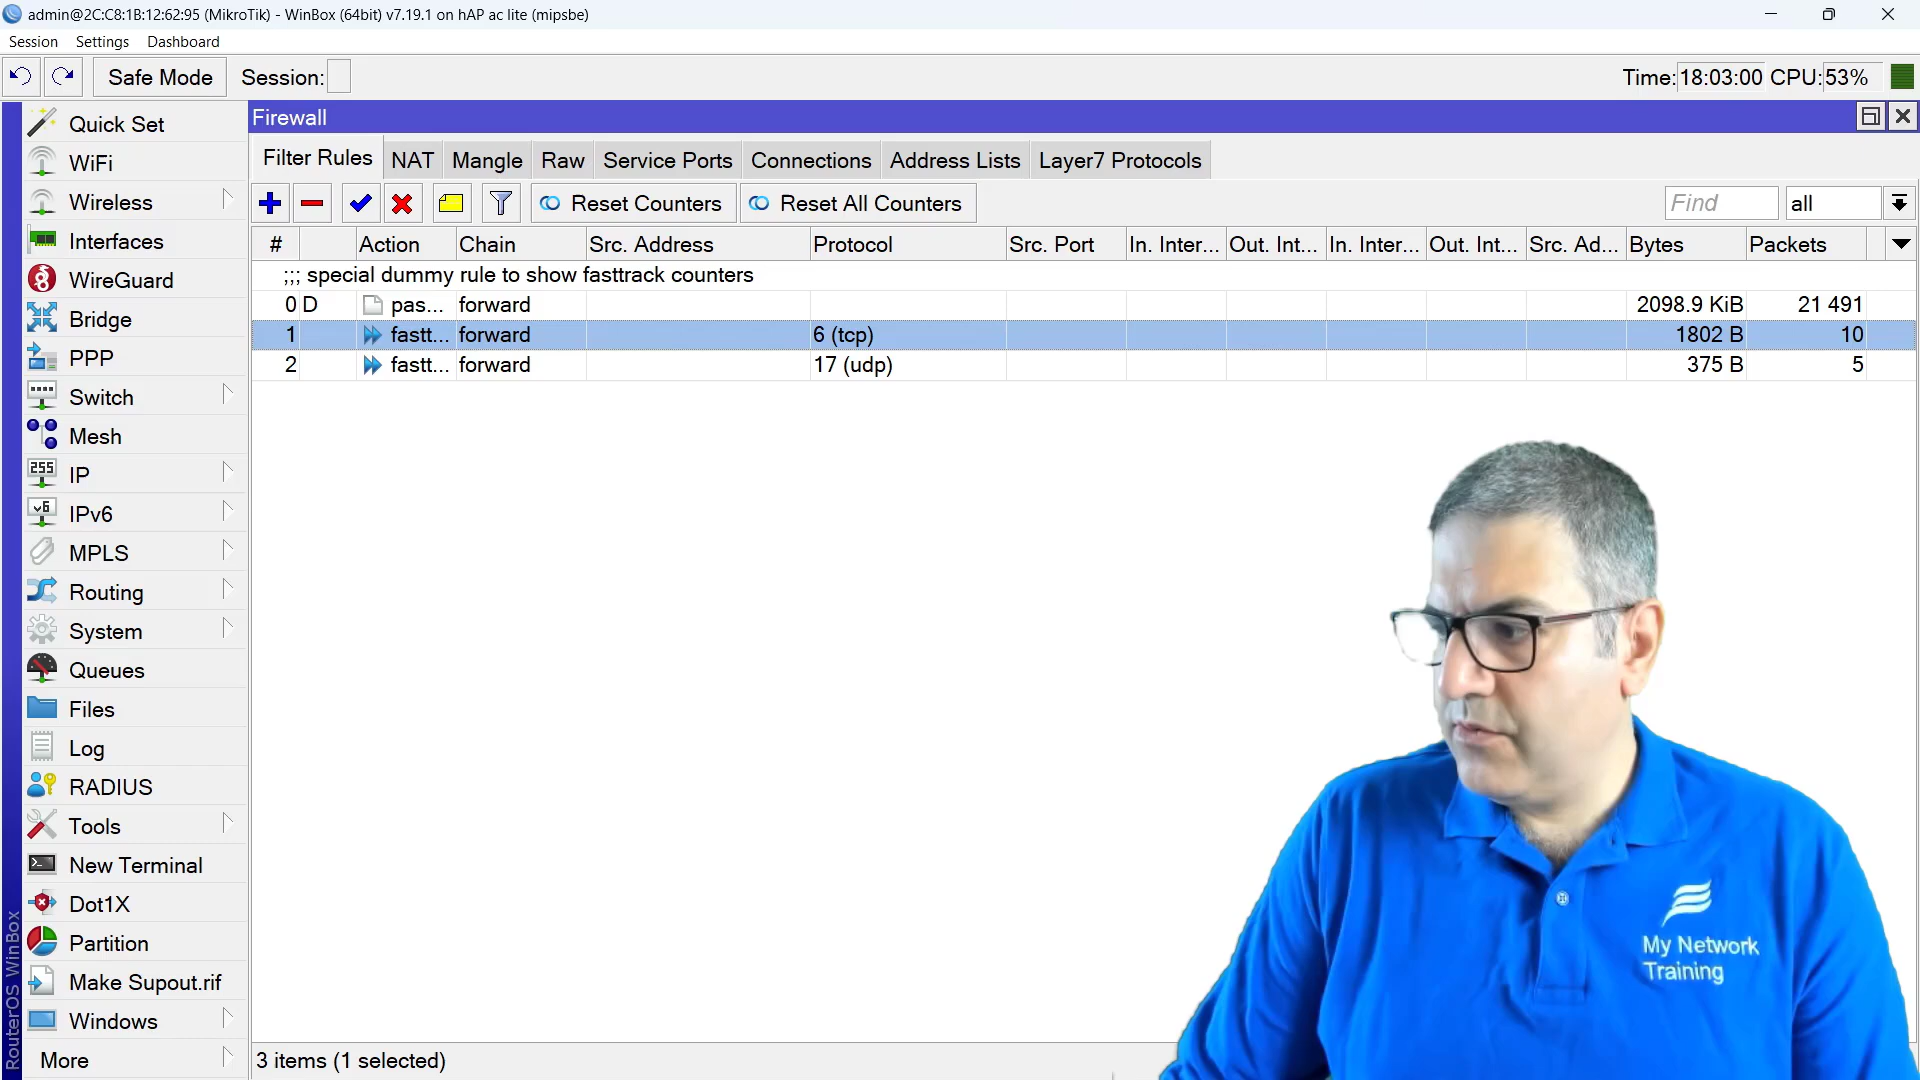 admin@2C:C8:1B:12:62:95 (MikroTik) - WinBox (64bit) v7.19.1 on hAP ac lite (mipsbe)
Session Settings Dashboard
Safe Mode Session: Time: 18:03:00 CPU: 53%
Quick Set
WiFi
Wireless
Interfaces
WireGuard
Bridge
PPP
Switch
Mesh
255
IP
v6
IPv6
MPLS
Routing
System
Queues
Files
Log
RADIUS
Tools
New Terminal
Dot1X
Partition
Make Supout.rif
Windows
More
RouterOS WinBox
Firewall
Filter Rules NAT Mangle Raw Service Ports Connections Address Lists Layer7 Protocols
Reset Counters Reset All Counters Find all
# Action Chain Src. Address Protocol Src. Port In. Inter... Out. Int... In. Inter... Out. Int... Src. Ad... Bytes Packets
;;; special dummy rule to show fasttrack counters
0 D pas... forward 2098.9 KiB 21 491
1 fastt... forward 6 (tcp) 1802 B 10
2 fastt... forward 17 (udp) 375 B 5
3 items (1 selected)
My Network
Training